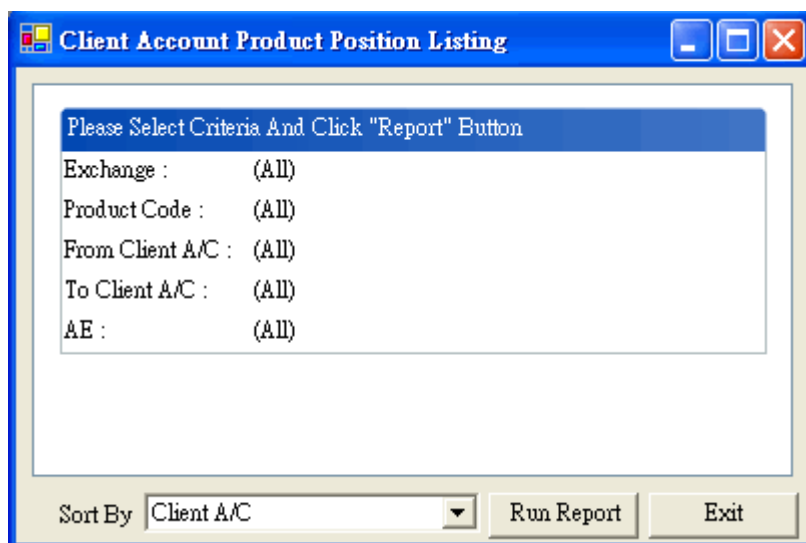 Client Account Product Position Listing
Please Select Criteria And Click "Report" Button
Exchange : (All)
Product Code : (All)
From Client A/C : (All)
To Client A/C : (All)
AE : (All)
Sort By Client A/C Run Report Exit